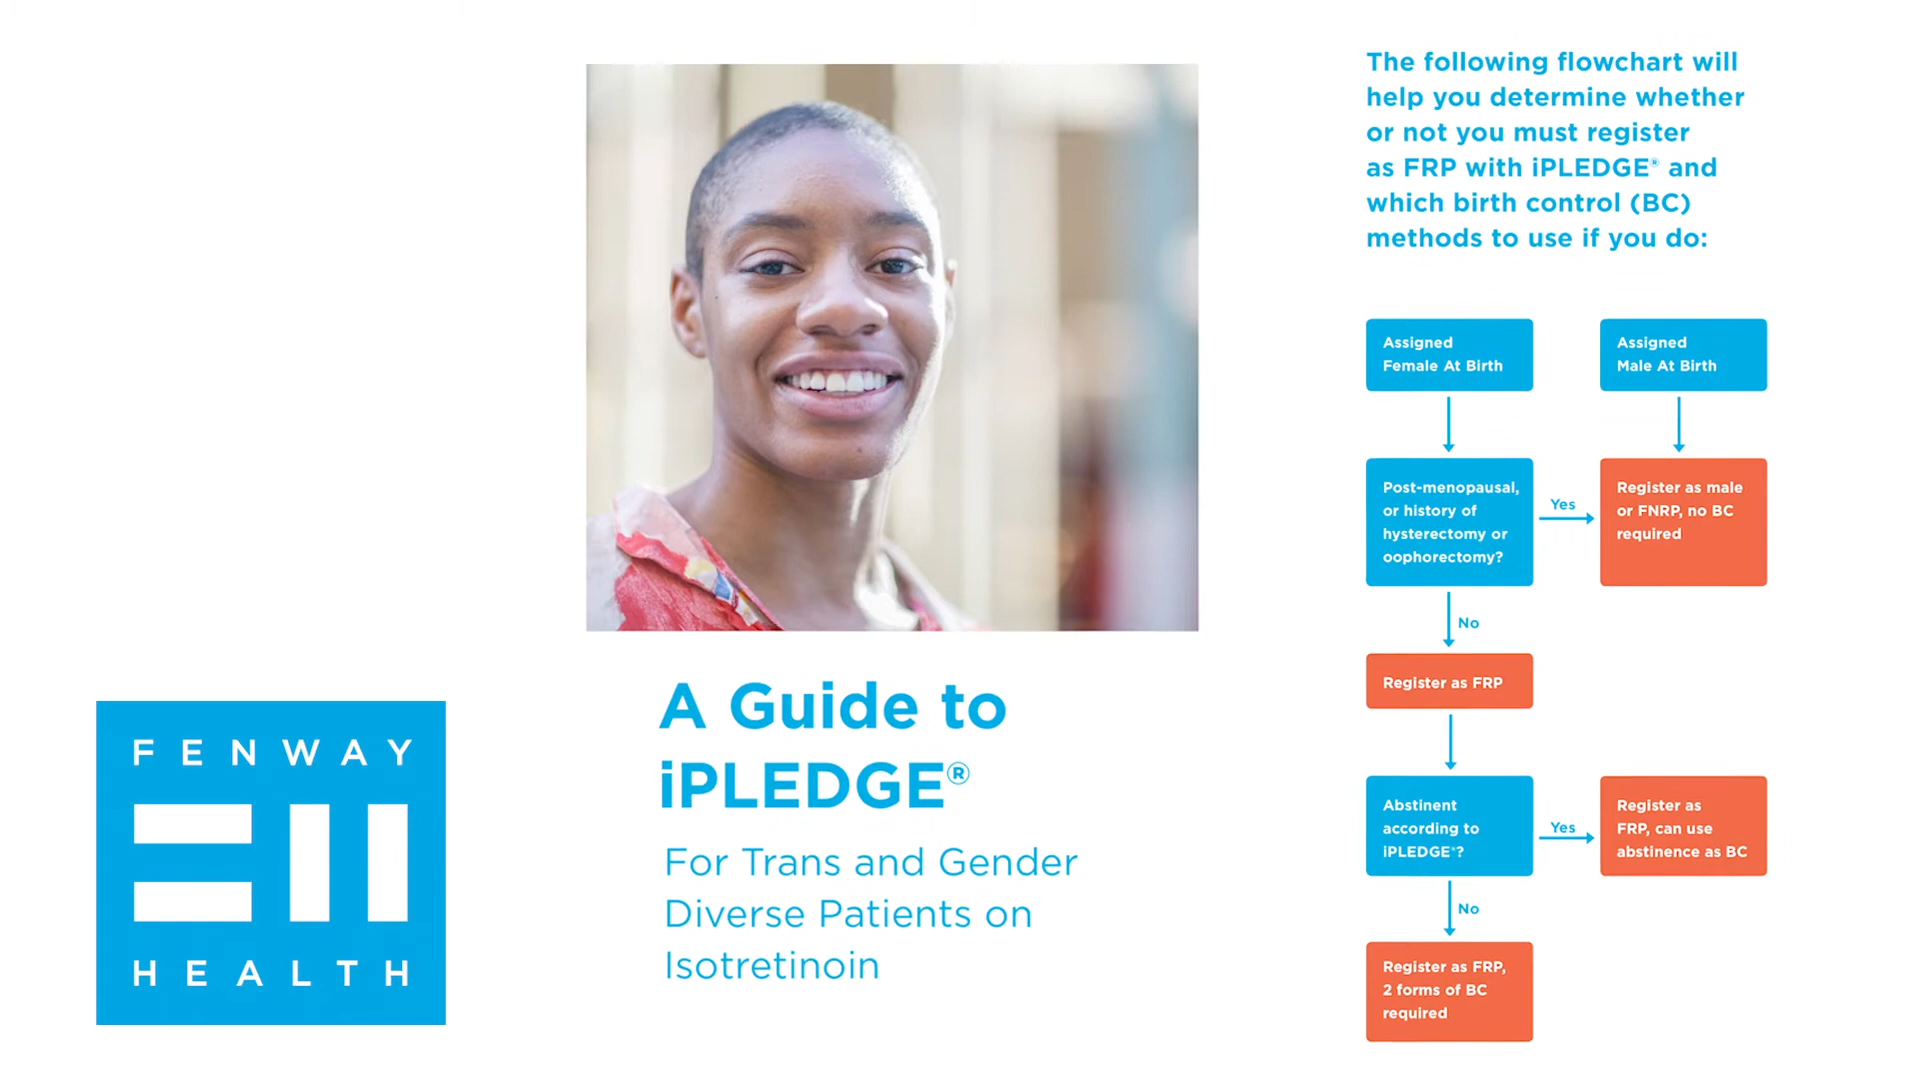 FENWAY
HEALTH
A Guide to
iPLEDGE®
For Trans and Gender
Diverse Patients on
Isotretinoin
The following flowchart will
help you determine whether
or not you must register
as FRP with iPLEDGE® and
which birth control (BC)
methods to use if you do:
Assigned
Female At Birth
Assigned
Male At Birth
Post-menopausal,
or history of
hysterectomy or
oophorectomy?
Yes
Register as male
or FNRP, no BC
required
No
Register as FRP
Abstinent
according to
iPLEDGE®?
Yes
Register as
FRP, can use
abstinence as BC
No
Register as FRP,
2 forms of BC
required